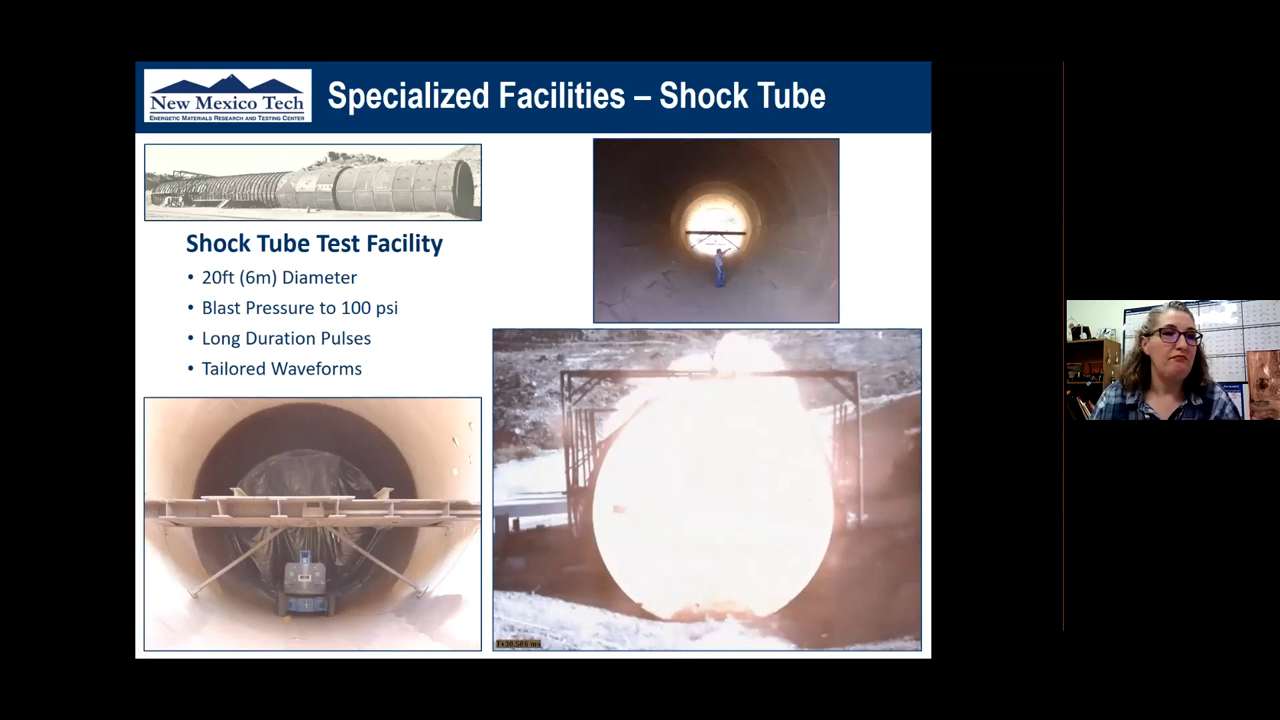 New Mexico Tech
ENERGETIC MATERIALS RESEARCH AND TESTING CENTER
Specialized Facilities – Shock Tube
Shock Tube Test Facility
• 20ft (6m) Diameter
• Blast Pressure to 100 psi
• Long Duration Pulses
• Tailored Waveforms